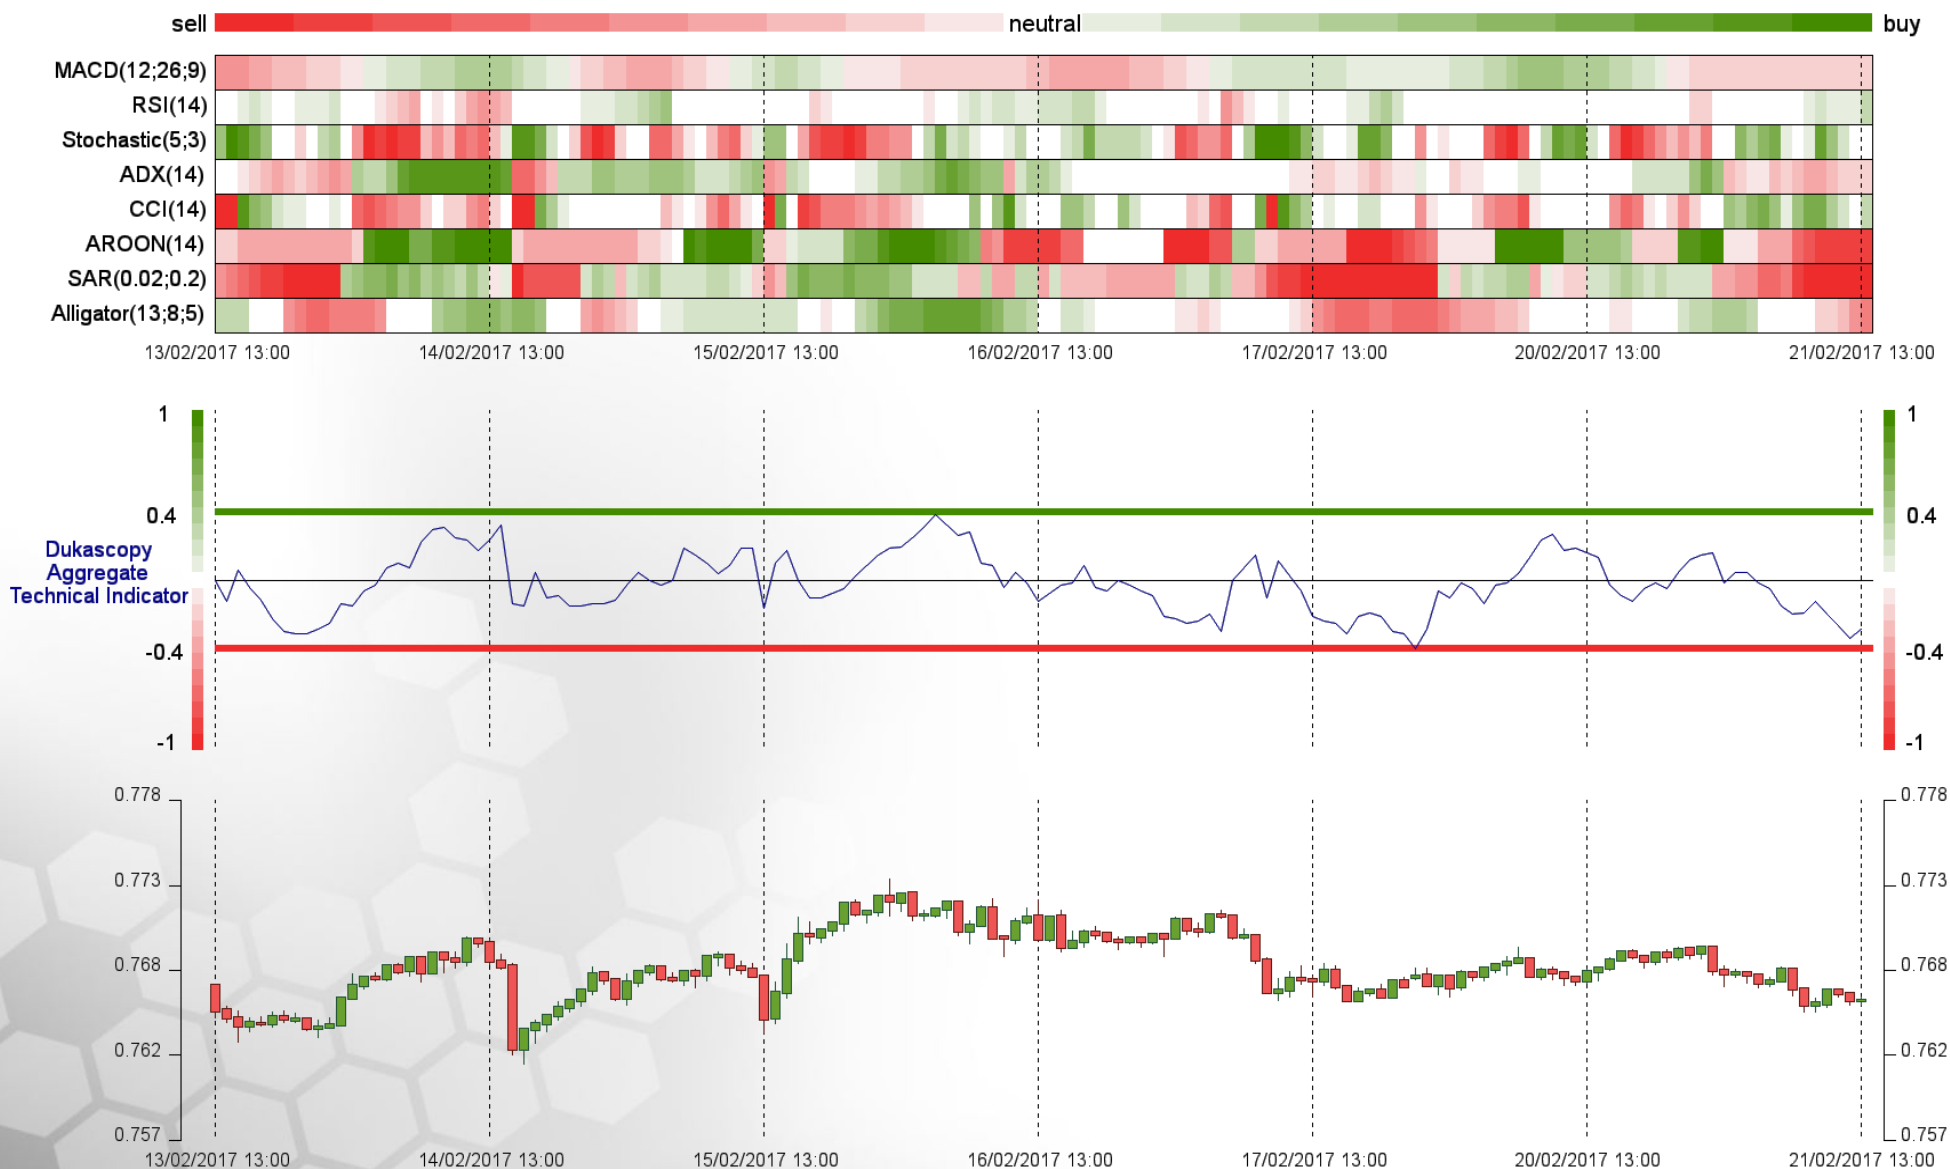 sell neutral buy
MACD(12;26;9)
RSI(14)
Stochastic(5;3)
ADX(14)
CCI(14)
AROON(14)
SAR(0.02;0.2)
Alligator(13;8;5)
13/02/2017 13:00 14/02/2017 13:00 15/02/2017 13:00 16/02/2017 13:00 17/02/2017 13:00 20/02/2017 13:00 21/02/2017 13:00
1 1
0.4 0.4
Dukascopy
Aggregate
Technical Indicator
-0.4 -0.4
-1 -1
0.778 0.778
0.773 0.773
0.768 0.768
0.762 0.762
0.757 0.757
13/02/2017 13:00 14/02/2017 13:00 15/02/2017 13:00 16/02/2017 13:00 17/02/2017 13:00 20/02/2017 13:00 21/02/2017 13:00